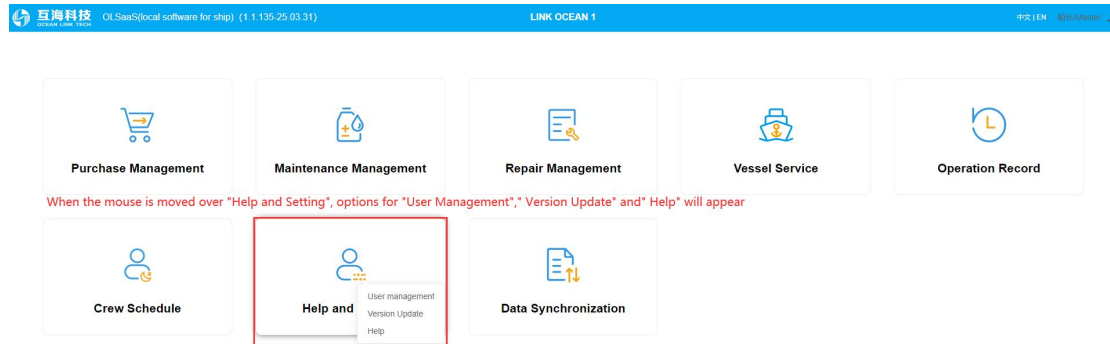 互海科技 OLSaaS(local software for ship) (1.1.135-25.03.31) LINK OCEAN 1 中文 | EN 船长/Master
OCEAN LINK TECH
Purchase Management Maintenance Management Repair Management Vessel Service Operation Record
When the mouse is moved over "Help and Setting", options for "User Management"," Version Update" and" Help" will appear
User management
Version Update
Help
Crew Schedule Help and Data Synchronization